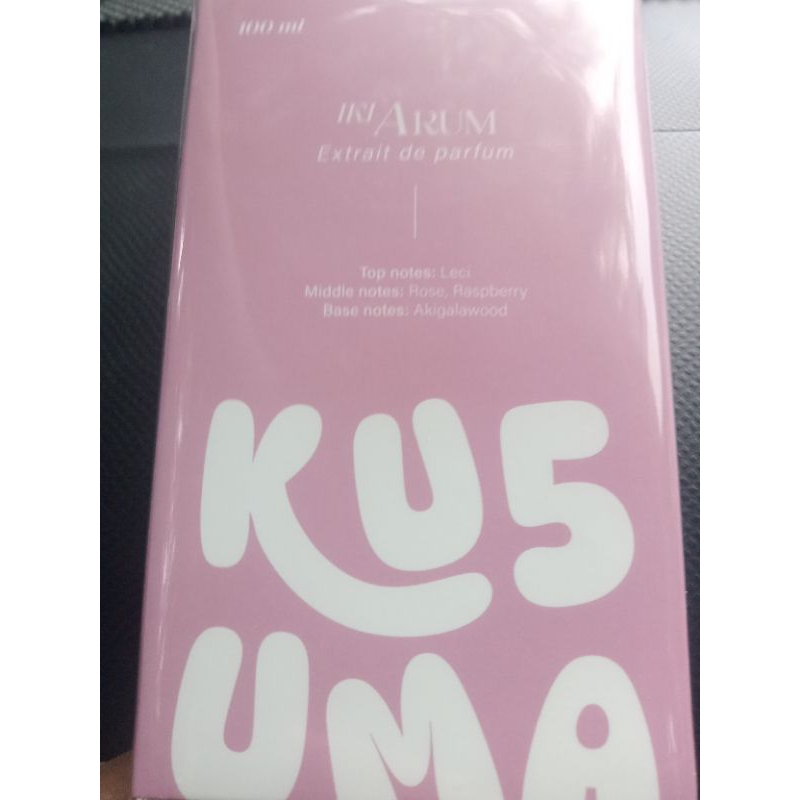 100 ml
IKI ARUM
Extrait de parfum
Top notes: Leci
Middle notes: Rose, Raspberry
Base notes: Akigalawood
KUS
UMA